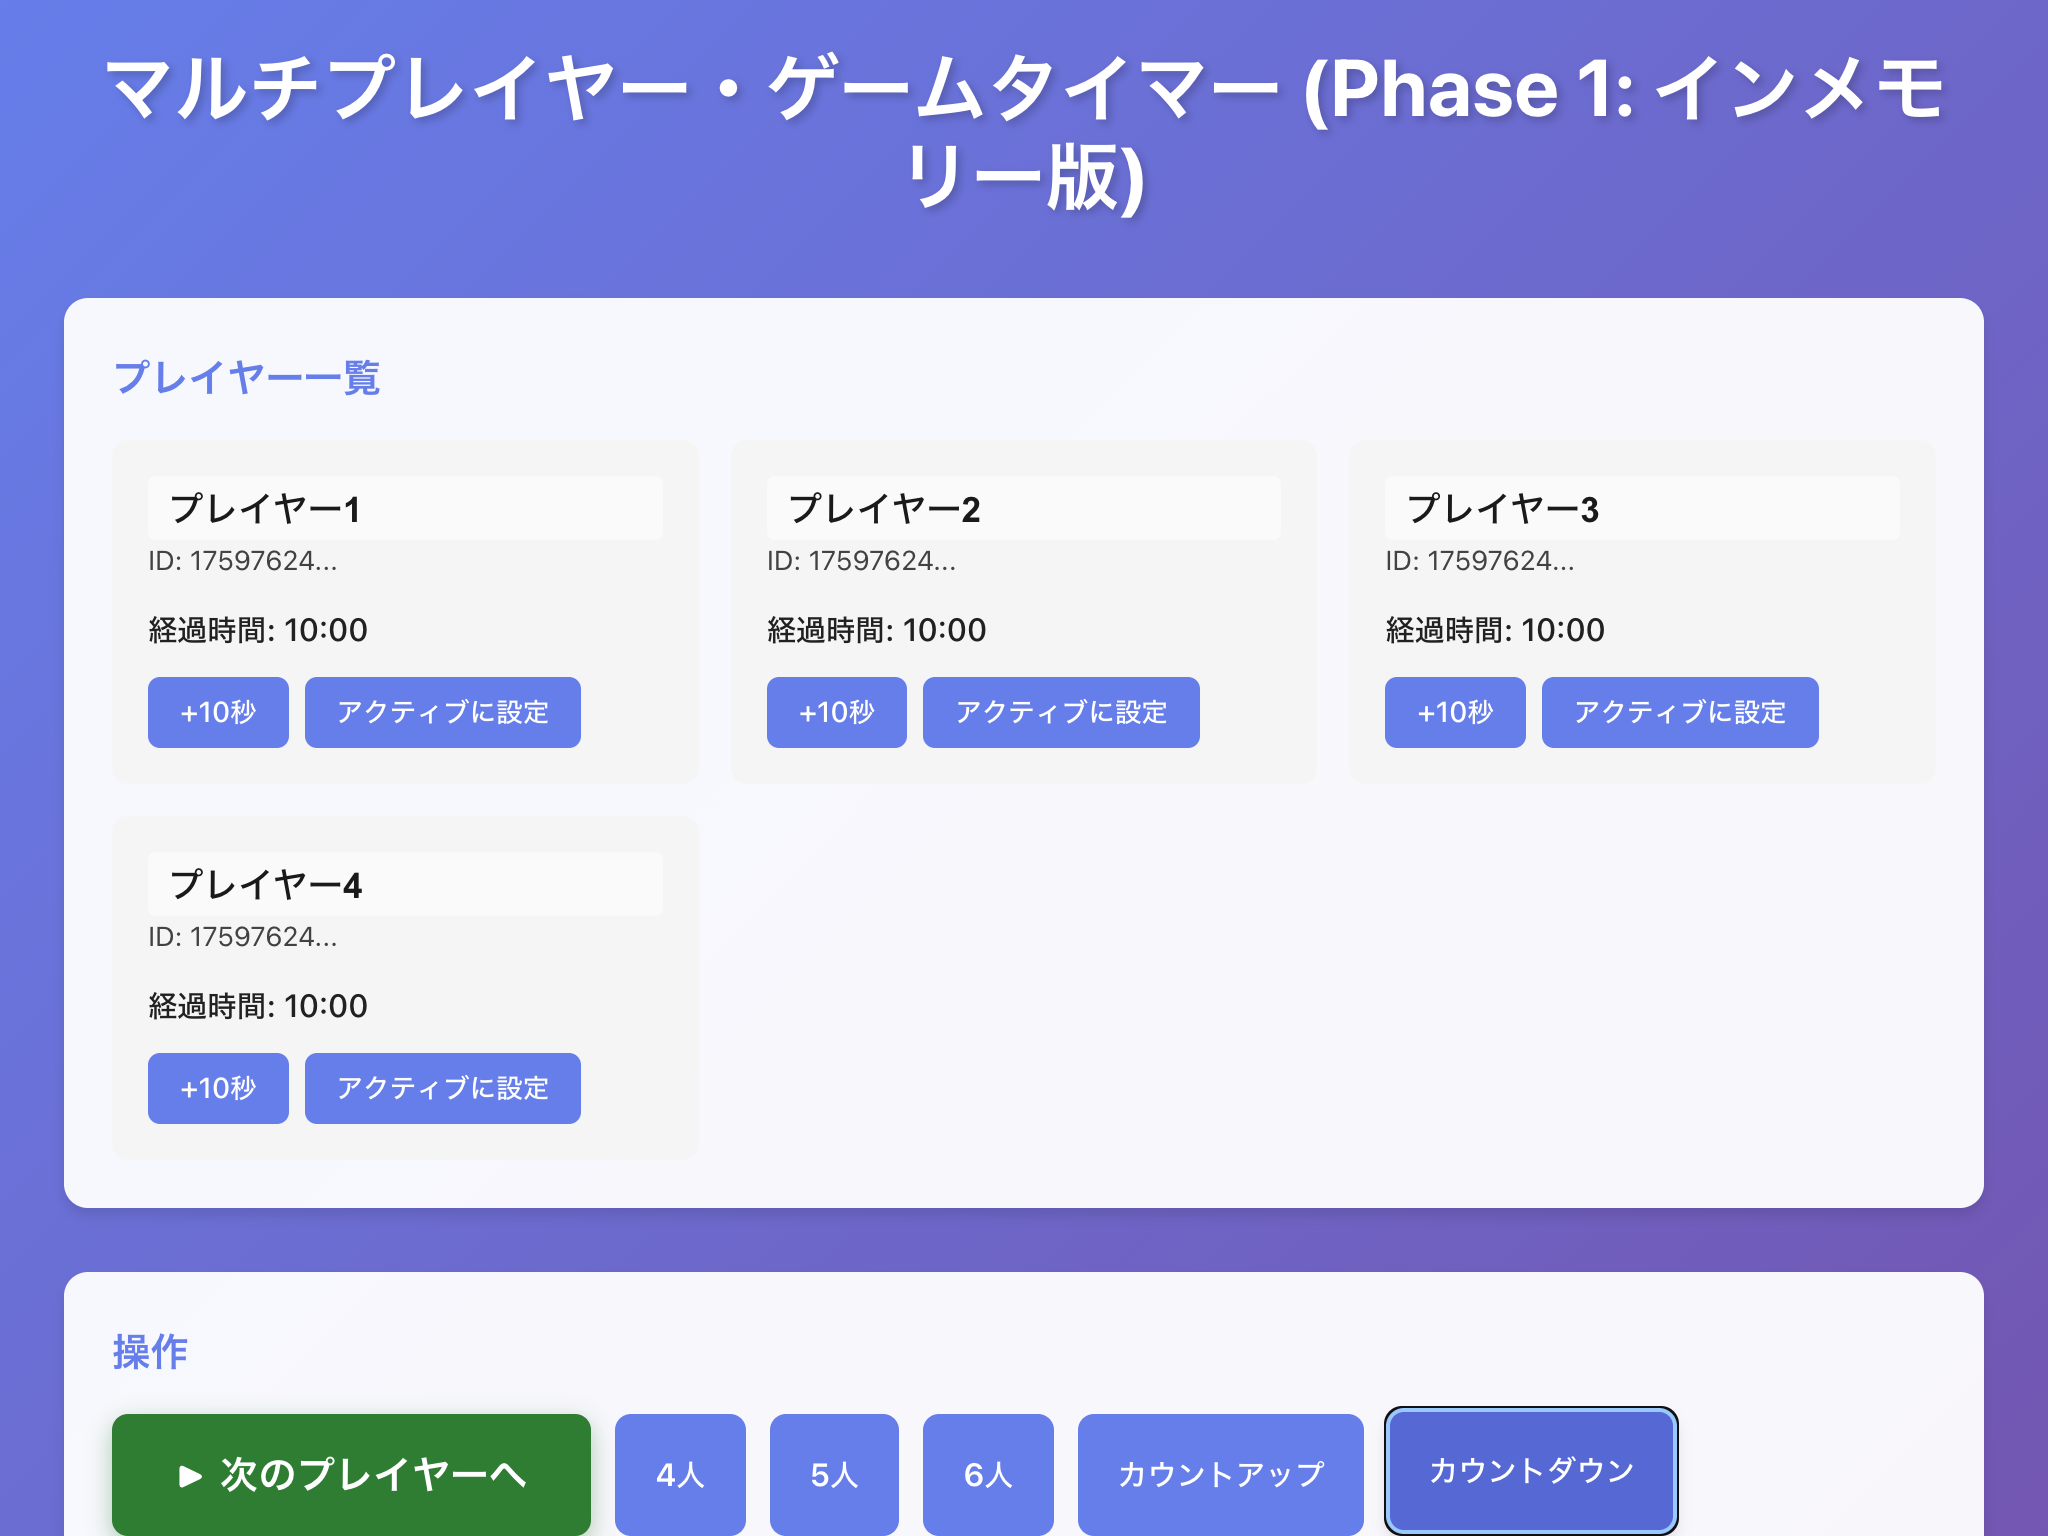 マルチプレイヤー・ゲームタイマー (Phase 1: インメモ
リー版)
プレイヤー一覧
プレイヤー1
ID: 17597624...
経過時間: 10:00
+10秒
アクティブに設定
プレイヤー2
ID: 17597624...
経過時間: 10:00
+10秒
アクティブに設定
プレイヤー3
ID: 17597624...
経過時間: 10:00
+10秒
アクティブに設定
プレイヤー4
ID: 17597624...
経過時間: 10:00
+10秒
アクティブに設定
操作
▶ 次のプレイヤーへ
4人
5人
6人
カウントアップ
カウントダウン